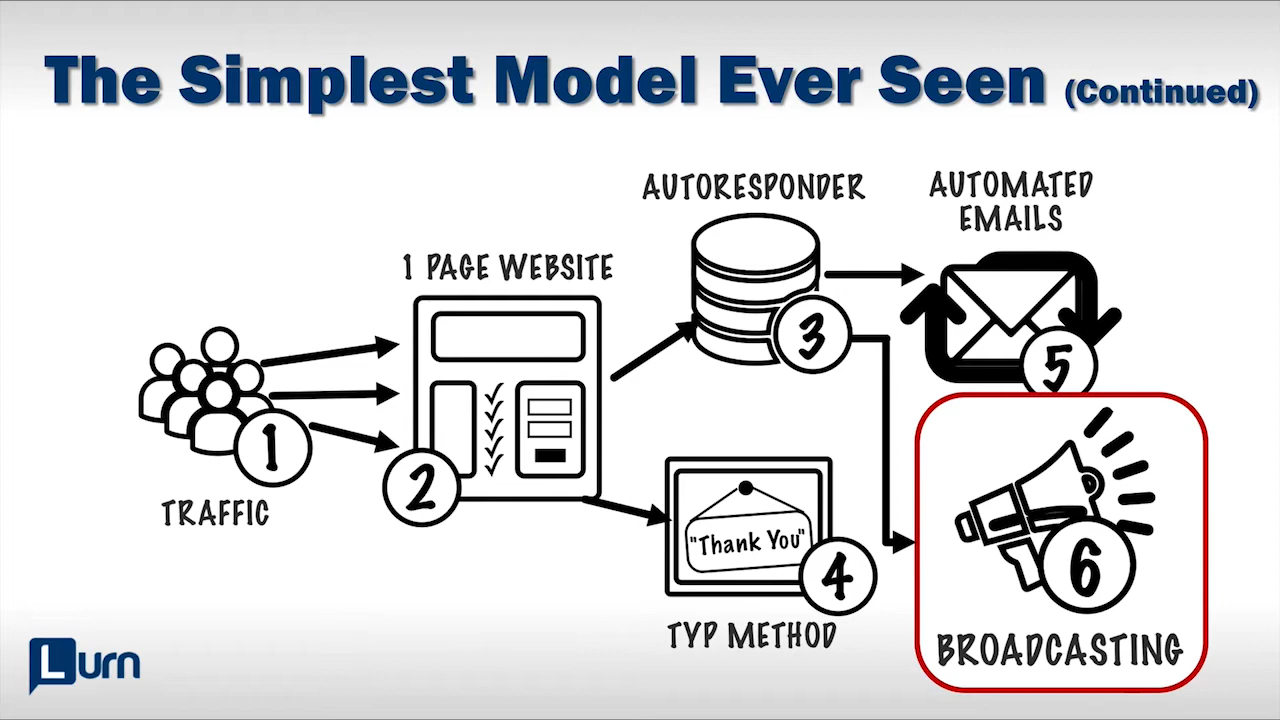 The Simplest Model Ever Seen (Continued)
AUTORESPONDER
AUTOMATED
EMAILS
1 PAGE WEBSITE
3
5
1
2
TRAFFIC
"Thank You"
4
6
TYP METHOD
BROADCASTING
Lurn